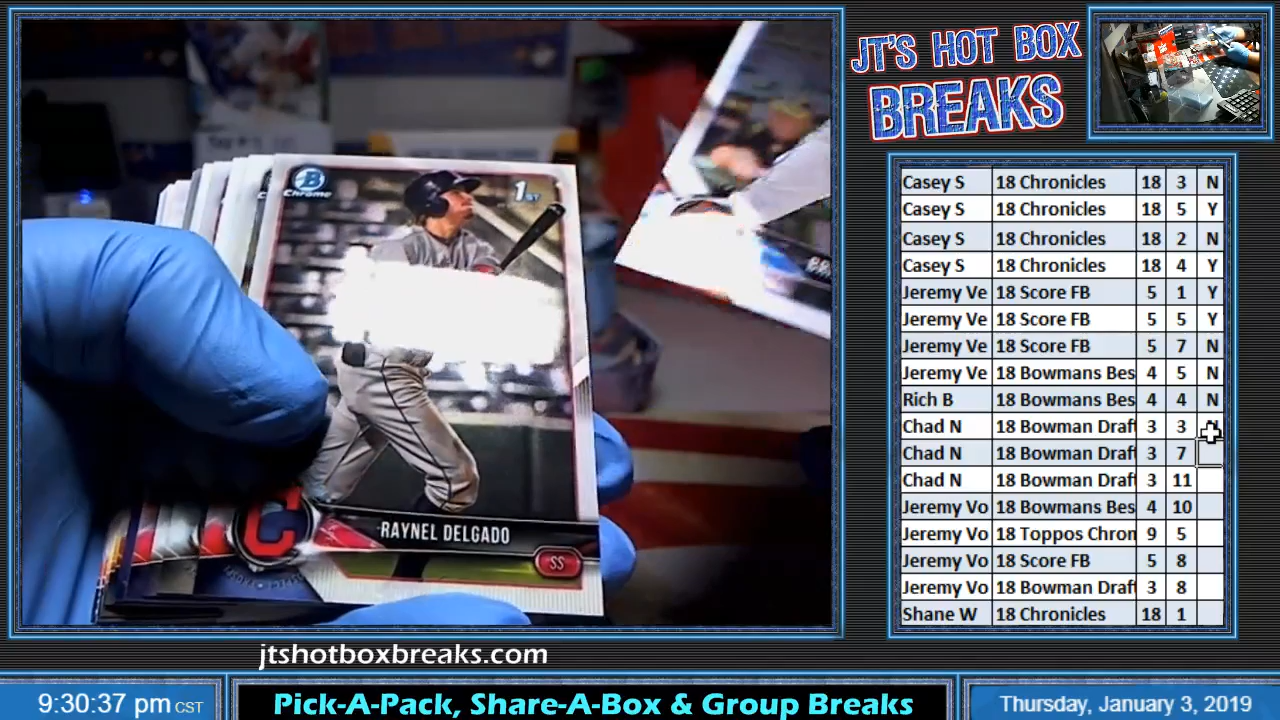 JT'S HOT BOX
BREAKS
Chrome
1ST
RAYNEL DELGADO
SS
Casey S 18 Chronicles 18 3 N
Casey S 18 Chronicles 18 5 Y
Casey S 18 Chronicles 18 2 N
Casey S 18 Chronicles 18 4 Y
Jeremy Ve 18 Score FB 5 1 Y
Jeremy Ve 18 Score FB 5 5 Y
Jeremy Ve 18 Score FB 5 7 N
Jeremy Ve 18 Bowmans Bes 4 5 N
Rich B 18 Bowmans Bes 4 4 N
Chad N 18 Bowman Draft 3 3
Chad N 18 Bowman Draft 3 7
Chad N 18 Bowman Draft 3 11
Jeremy Vo 18 Bowmans Bes 4 10
Jeremy Vo 18 Toppos Chron 9 5
Jeremy Vo 18 Score FB 5 8
Jeremy Vo 18 Bowman Draft 3 8
Shane W 18 Chronicles 18 1
jtshotboxbreaks.com
9:30:37 pm CST
Pick-A-Pack, Share-A-Box & Group Breaks
Thursday, January 3, 2019